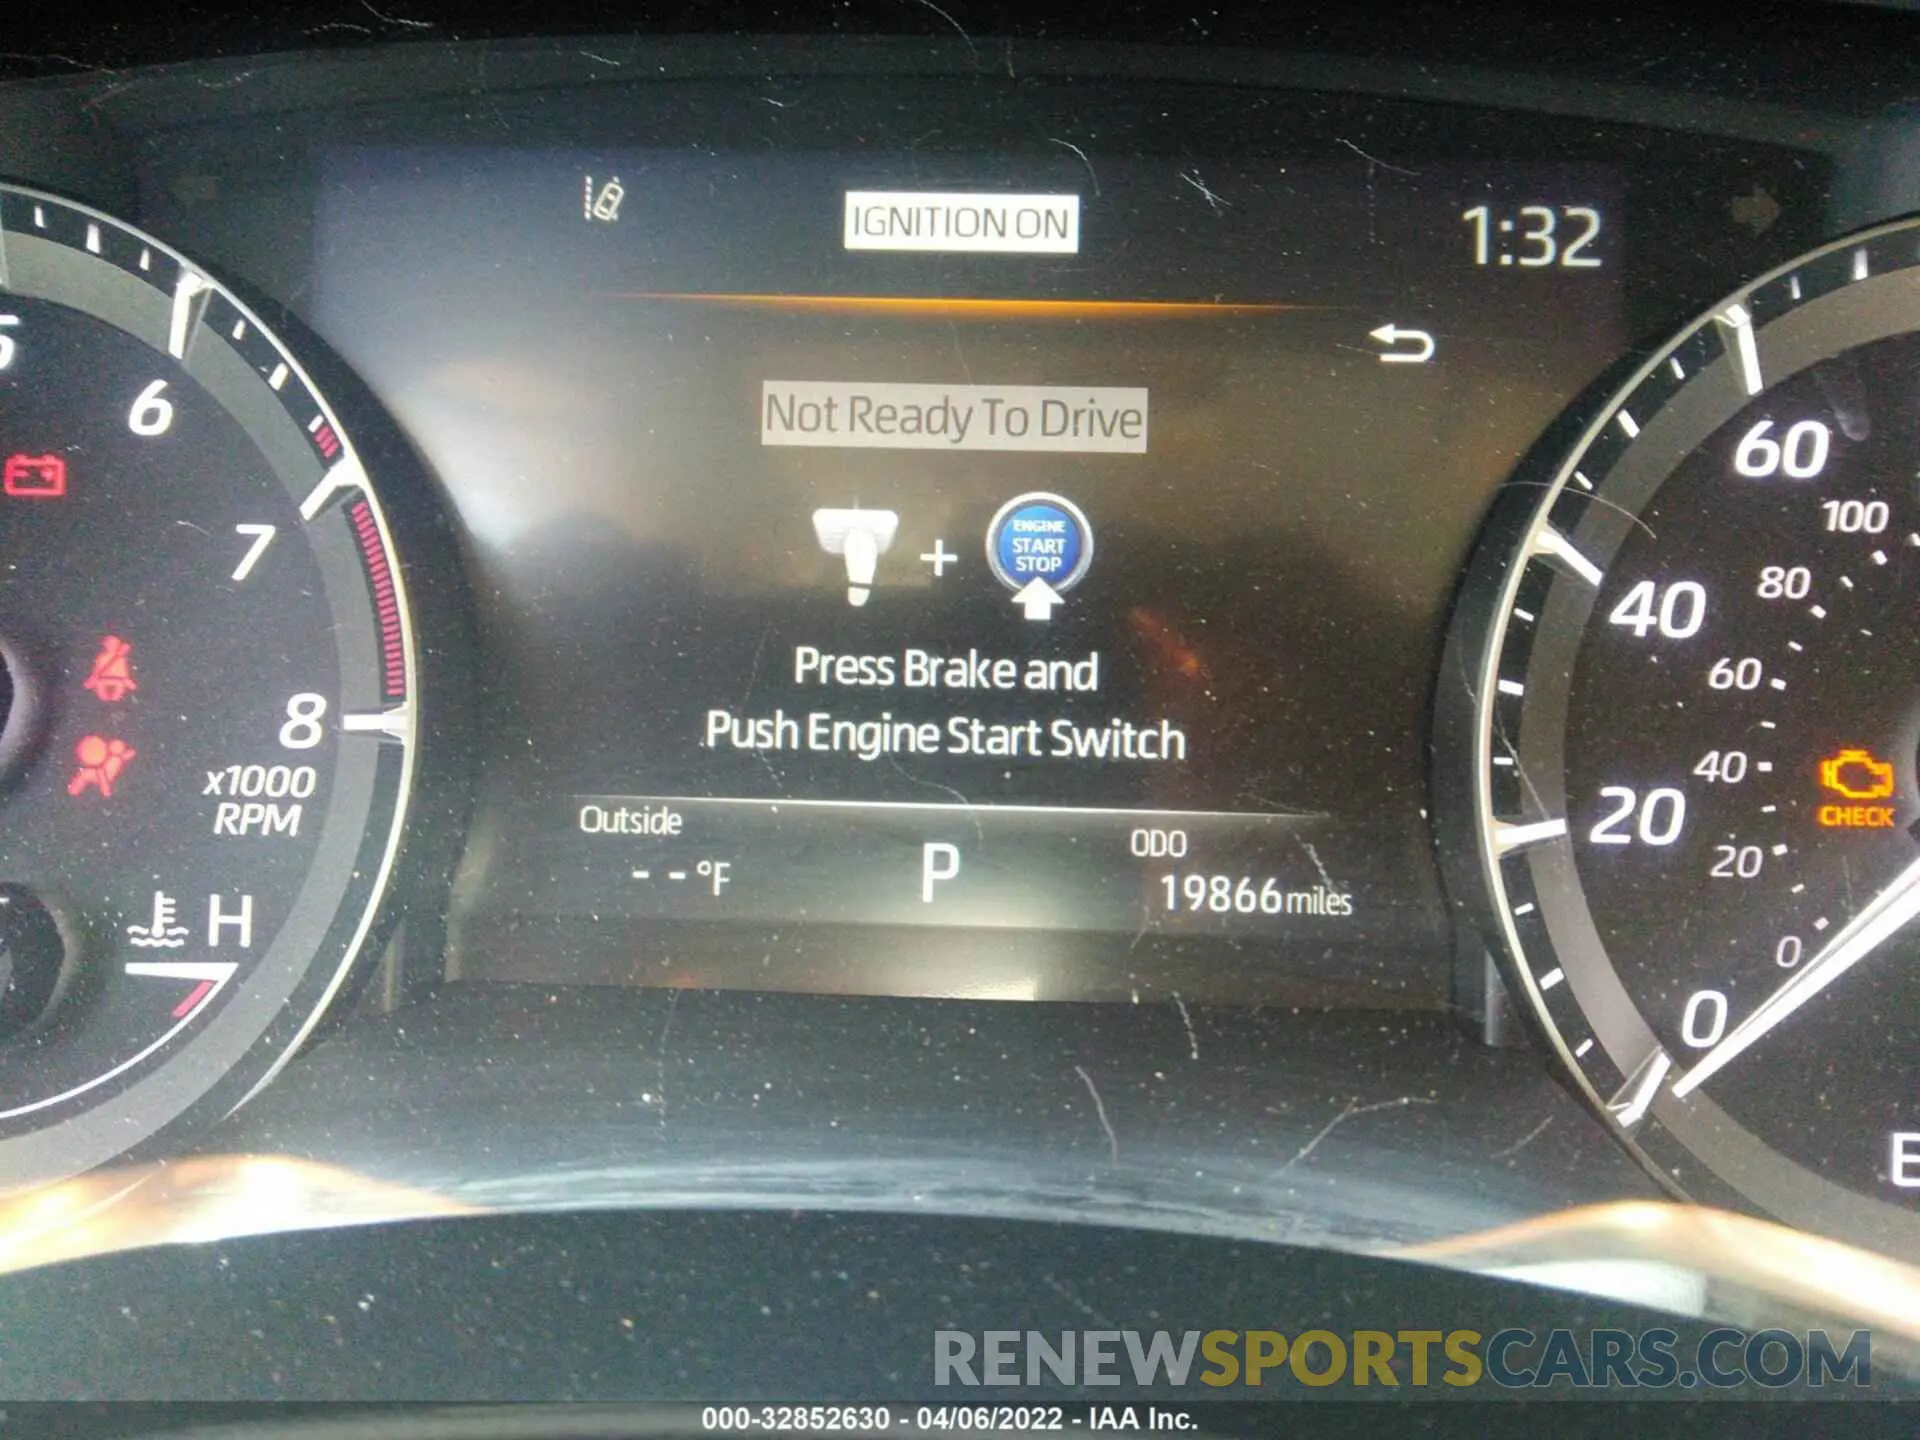 IGNITION ON
1:32
Not Ready To Drive
ENGINE
START
STOP
+
Press Brake and
Push Engine Start Switch
Outside
- - °F
P
ODO
19866 miles
6
7
8
x1000
RPM
H
60
40
20
0
100
80
60
40
20
0
CHECK
E
RENEWSPORTSCARS.COM
000-32852630 - 04/06/2022 - IAA Inc.